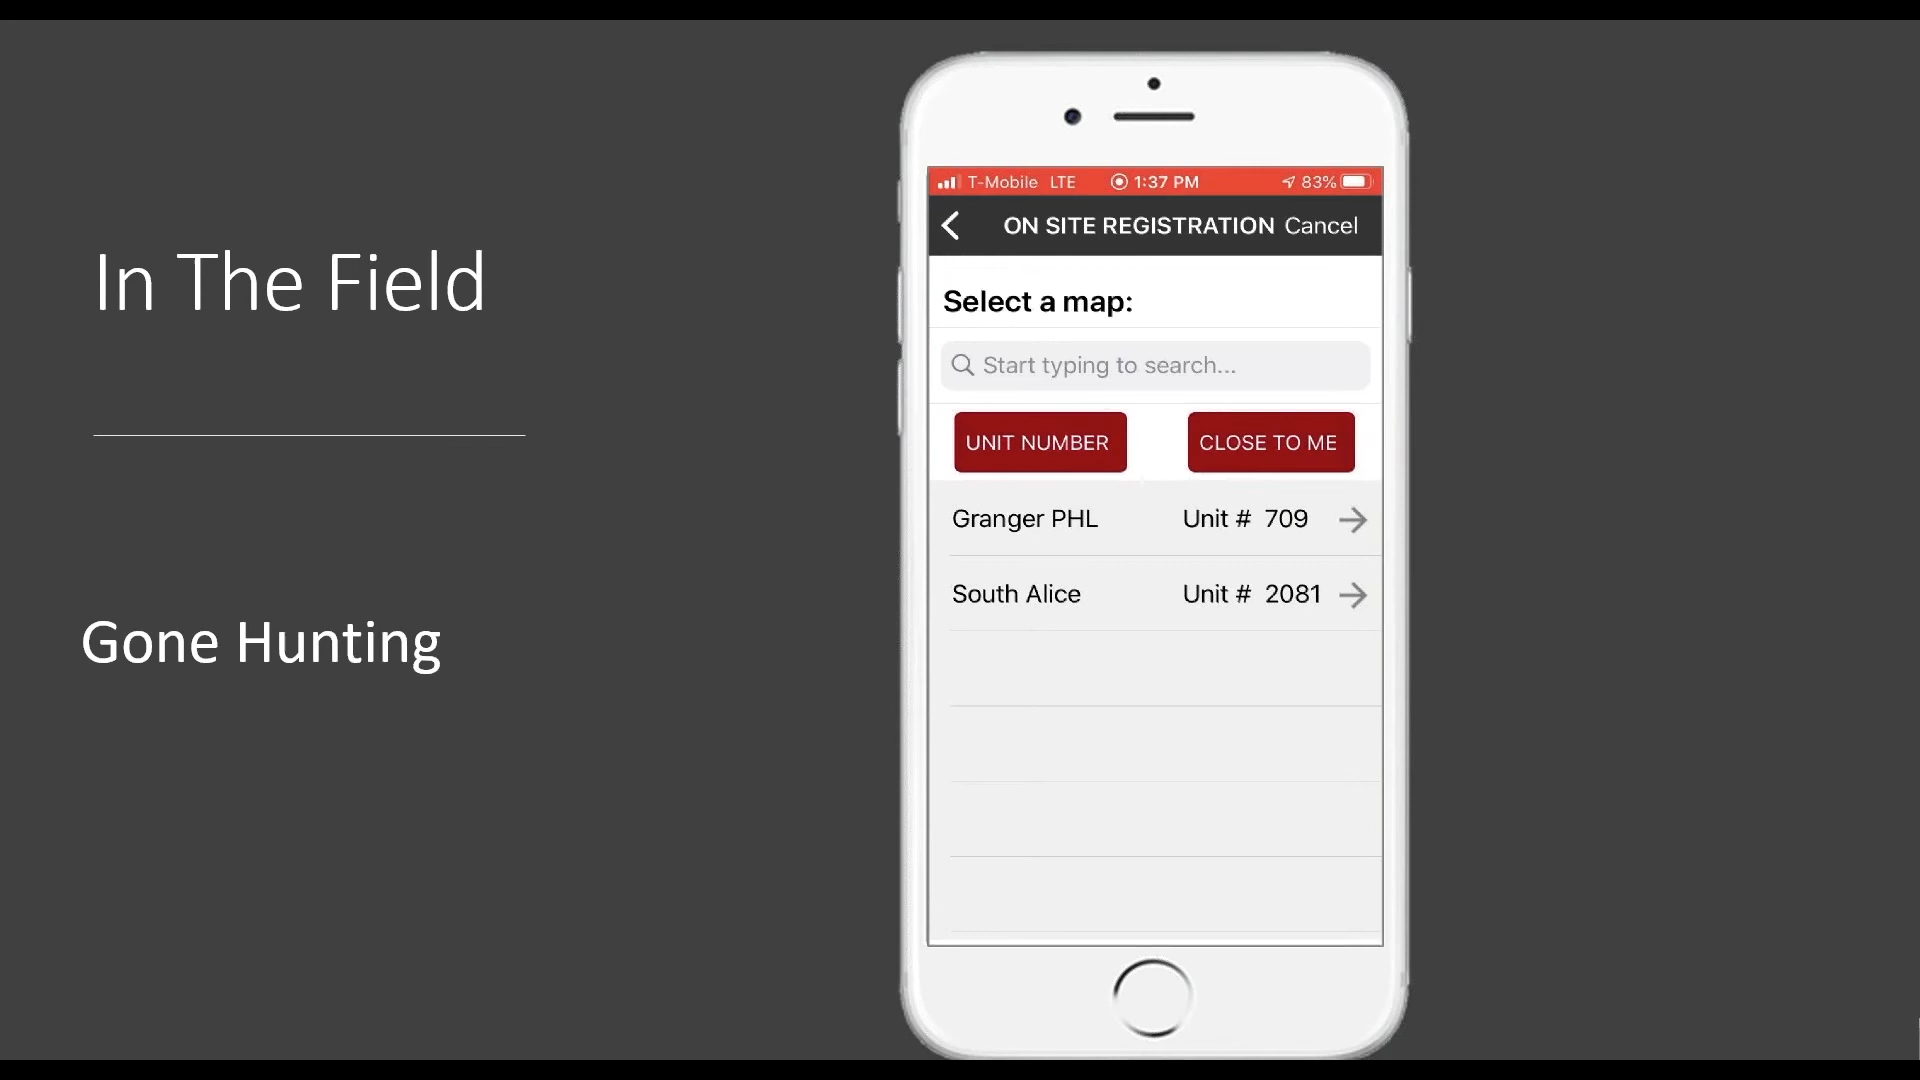 In The Field
Gone Hunting
T-Mobile LTE 1:37 PM 83%
ON SITE REGISTRATION Cancel
Select a map:
Start typing to search...
UNIT NUMBER CLOSE TO ME
Granger PHL Unit # 709
South Alice Unit # 2081